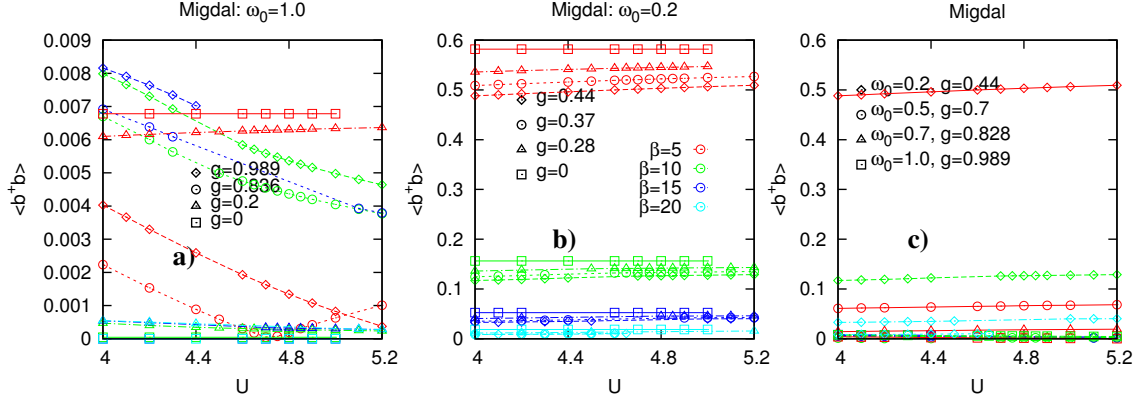 Migdal: ω0=1.0
0.009
0.008
0.007
0.006
0.005
0.004
0.003
0.002
0.001
0
<b+b>
g=0.989
g=0.836
g=0.2
g=0
a)
4
4.4
4.8
5.2
U
Migdal: ω0=0.2
0.6
0.5
0.4
0.3
0.2
0.1
0
<b+b>
g=0.44
g=0.37
g=0.28
g=0
β=5
β=10
β=15
β=20
b)
4
4.4
4.8
5.2
U
Migdal
0.6
0.5
0.4
0.3
0.2
0.1
0
<b+b>
ω0=0.2, g=0.44
ω0=0.5, g=0.7
ω0=0.7, g=0.828
ω0=1.0, g=0.989
c)
4
4.4
4.8
5.2
U